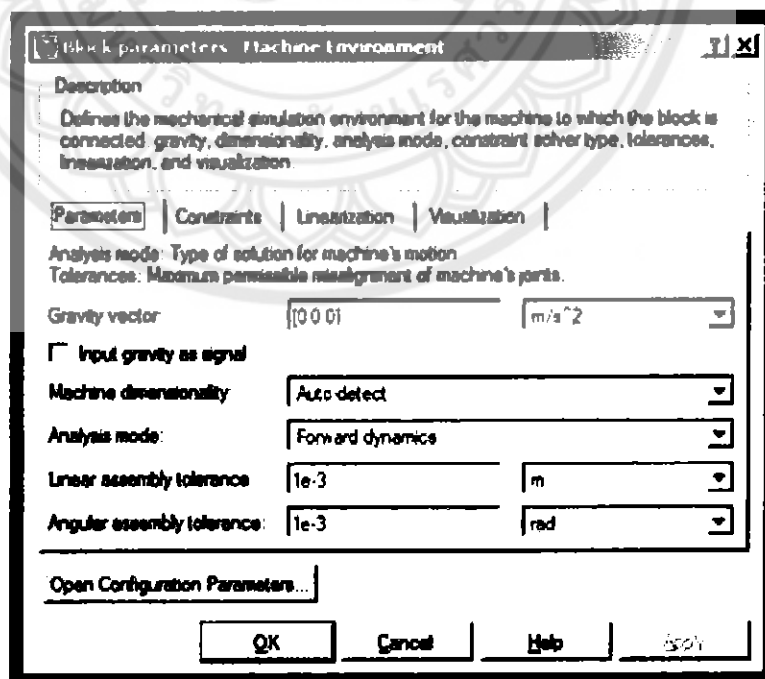 Block parameters: Machine Environment
Description
Defines the mechanical simulation environment for the machine to which the block is
connected: gravity, dimensionality, analysis mode, constraint solver type, tolerances,
linearization, and visualization.
Parameters | Constraints | Linearization | Visualization |
Analysis mode: Type of solution for machine's motion.
Tolerances: Maximum permissible misalignment of machine's joints.
Gravity vector [0 0 0] m/s^2
Input gravity as signal
Machine dimensionality Auto-detect
Analysis mode: Forward dynamics
Linear assembly tolerance 1e-3 m
Angular assembly tolerance: 1e-3 rad
Open Configuration Parameters...
OK Cancel Help Apply